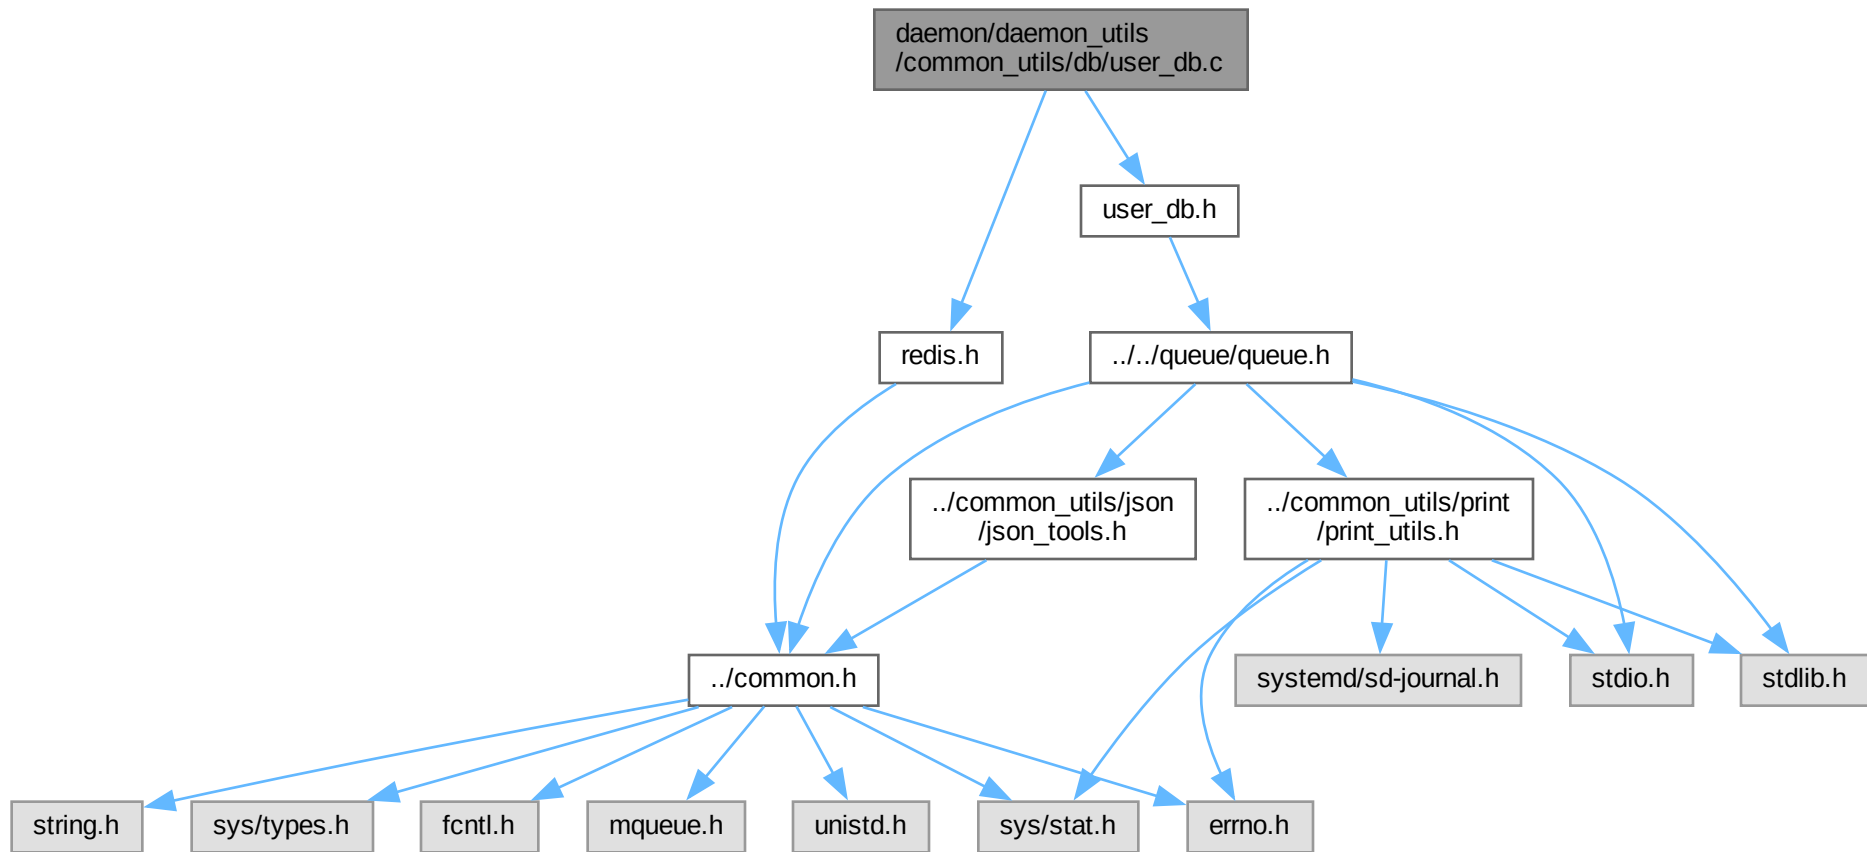 daemon/daemon_utils
/common_utils/db/user_db.c
user_db.h
redis.h
../../queue/queue.h
../common_utils/json
/json_tools.h
../common_utils/print
/print_utils.h
../common.h
systemd/sd-journal.h
stdio.h
stdlib.h
string.h
sys/types.h
fcntl.h
mqueue.h
unistd.h
sys/stat.h
errno.h